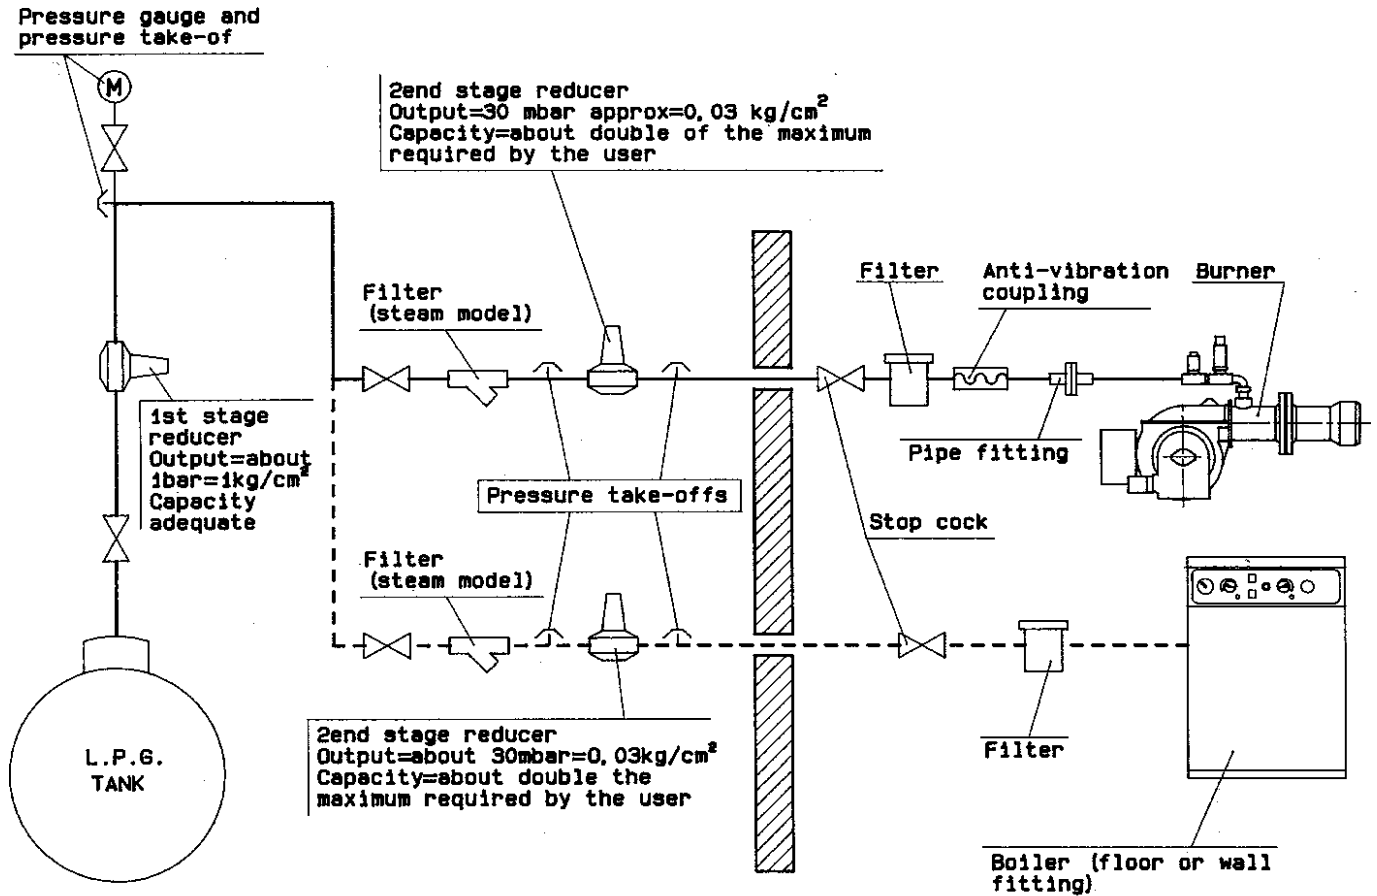 Pressure gauge and
pressure take-of
M
2end stage reducer
Output=30 mbar approx=0,03 kg/cm²
Capacity=about double of the maximum
required by the user
Filter
(steam model)
Filter
Anti-vibration
coupling
Burner
1st stage
reducer
Output=about
1bar=1kg/cm²
Capacity
adequate
Pipe fitting
Pressure take-offs
Stop cock
Filter
(steam model)
L.P.G.
TANK
2end stage reducer
Output=about 30mbar=0,03kg/cm²
Capacity=about double the
maximum required by the user
Filter
Boiler (floor or wall
fitting)